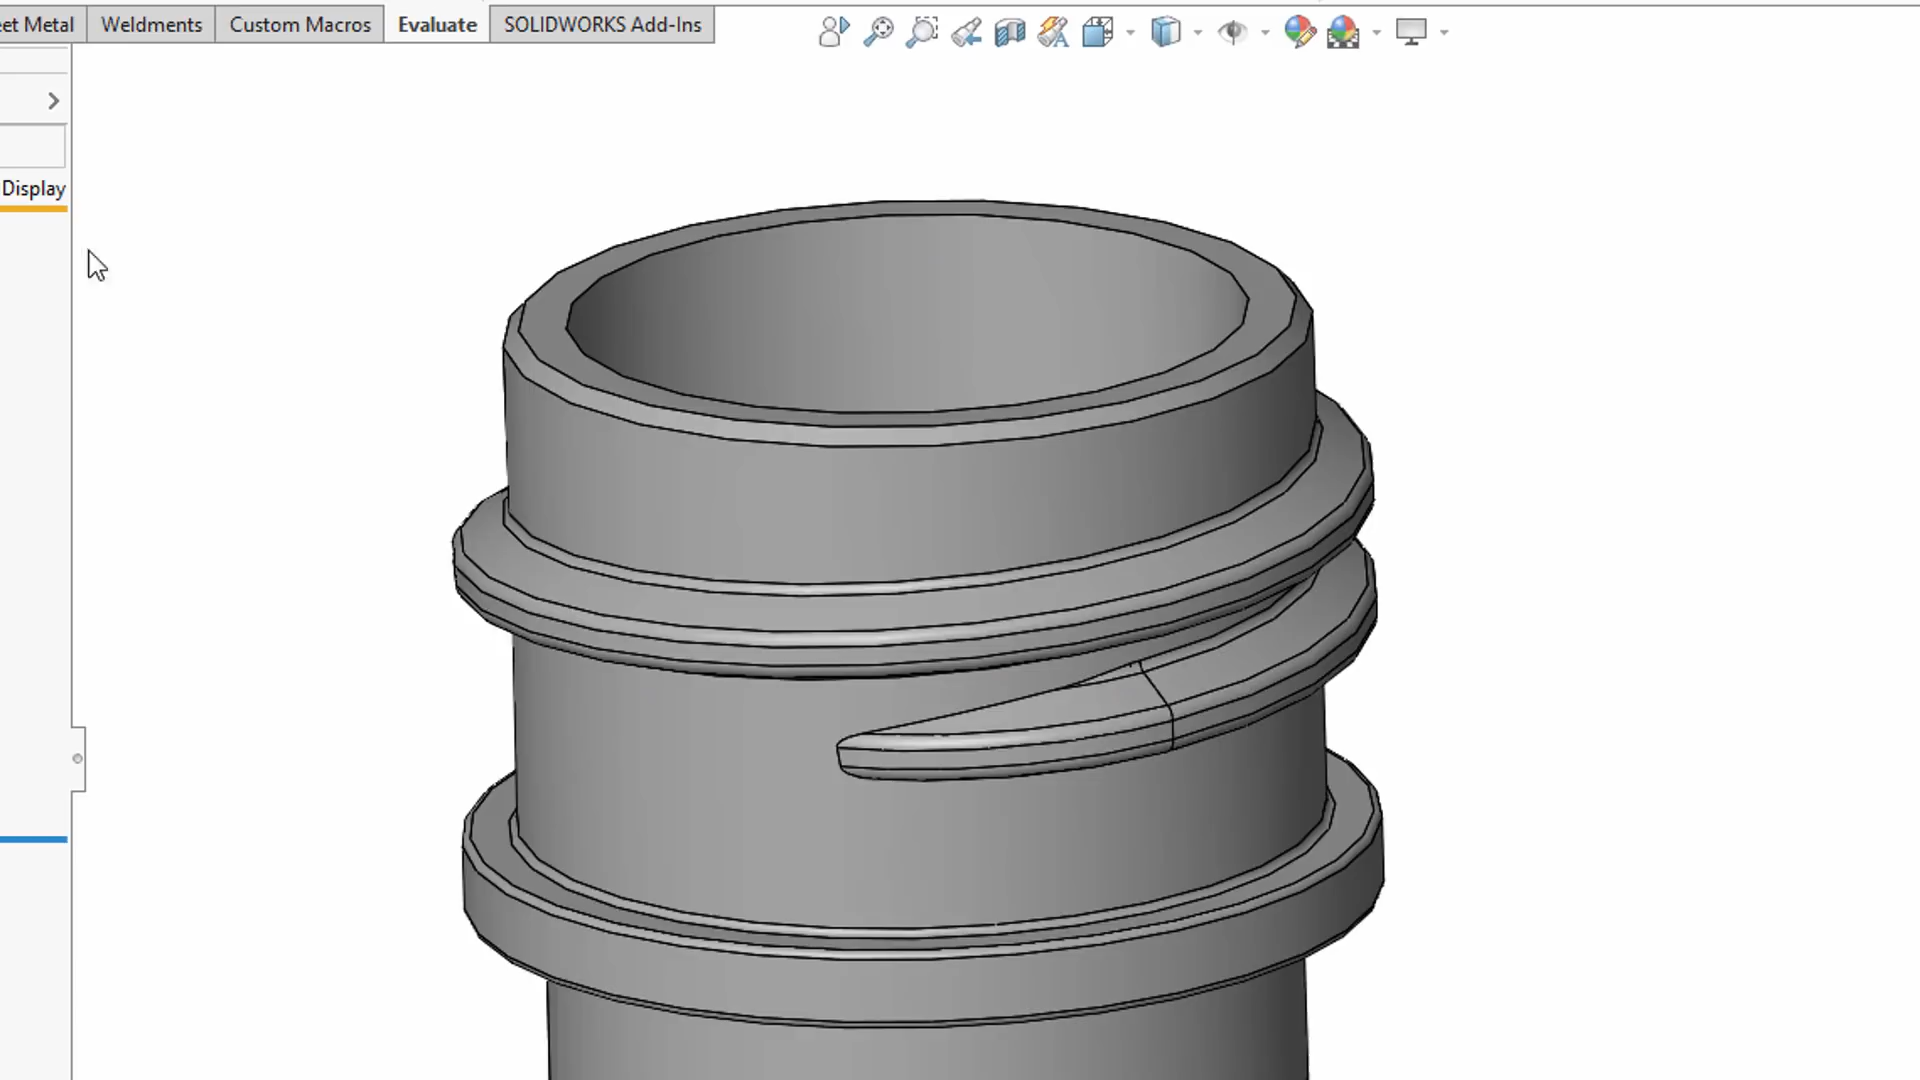 et Metal
Weldments
Custom Macros
Evaluate
SOLIDWORKS Add-Ins
Display